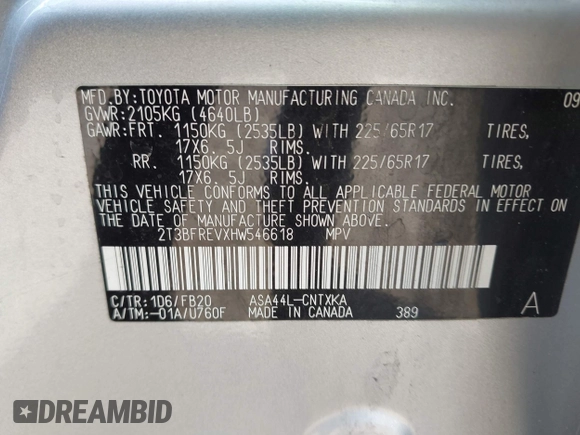 MFD. BY: TOYOTA MOTOR MANUFACTURING CANADA INC. 09
GVWR: 2105KG (4640LB)
GAWR: FRT. 1150KG (2535LB) WITH 225/65R17 TIRES,
17X6. 5J RIMS.
RR. 1150KG (2535LB) WITH 225/65R17 TIRES,
17X6. 5J RIMS.
THIS VEHICLE CONFORMS TO ALL APPLICABLE FEDERAL MOTOR
VEHICLE SAFETY AND THEFT PREVENTION STANDARDS IN EFFECT ON
THE DATE OF MANUFACTURE SHOWN ABOVE.
2T3BFREVXHW546618 MPV
C/TR: 1D6/FB20 ASA44L-CNTXKA
A/TM:-01A/U760F MADE IN CANADA 389 A
DREAMBID